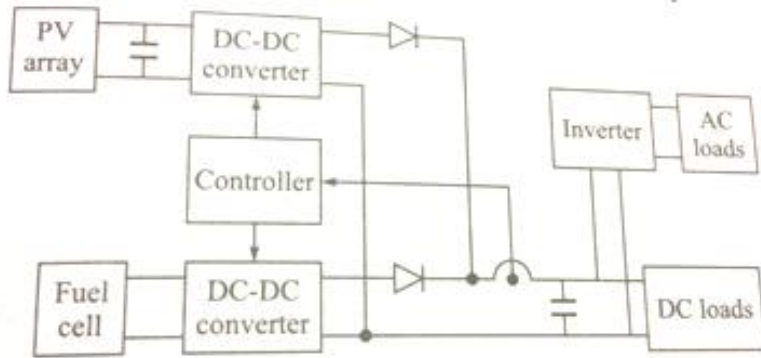 PV
array
DC-DC
converter
Inverter
AC
loads
Controller
Fuel
cell
DC-DC
converter
DC loads